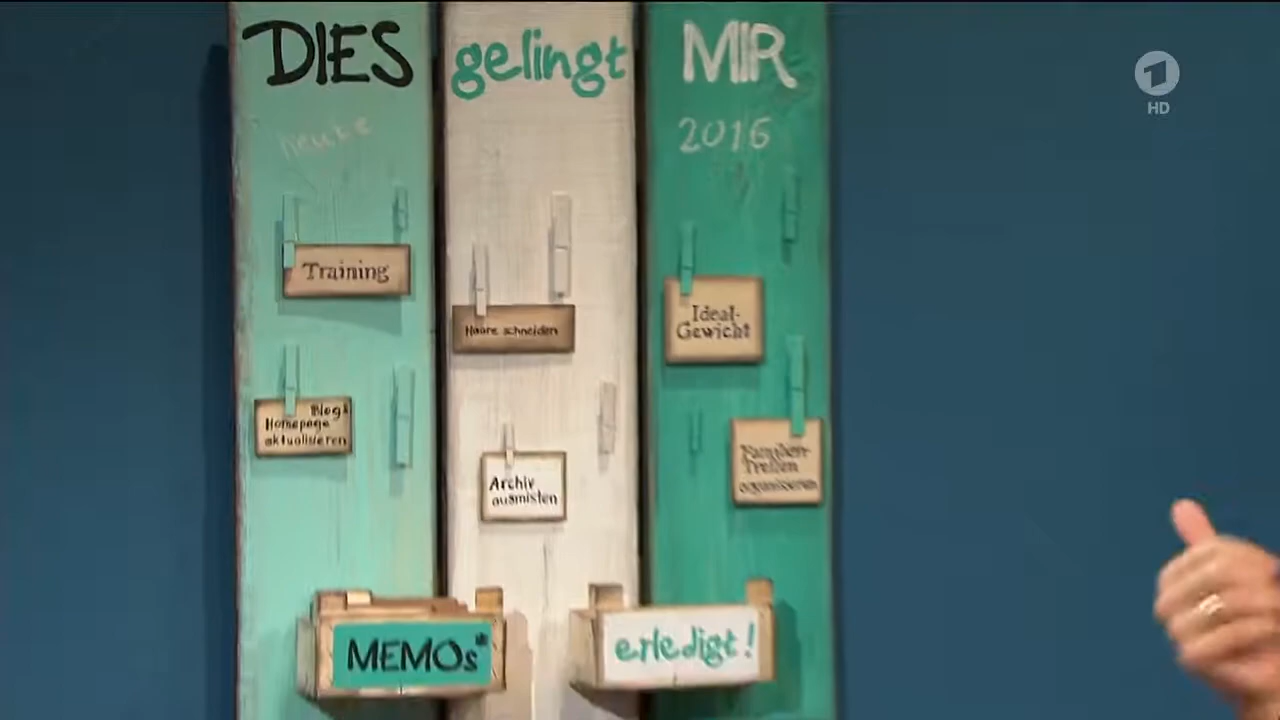 DIES gelingt MIR
heute
2016
Training
Haare schneiden
Ideal-
Gewicht
Blog &
Homepage
aktualisieren
Archiv
ausmisten
Familien-
Treffen
organisieren
MEMOs*
erledigt!
1
HD